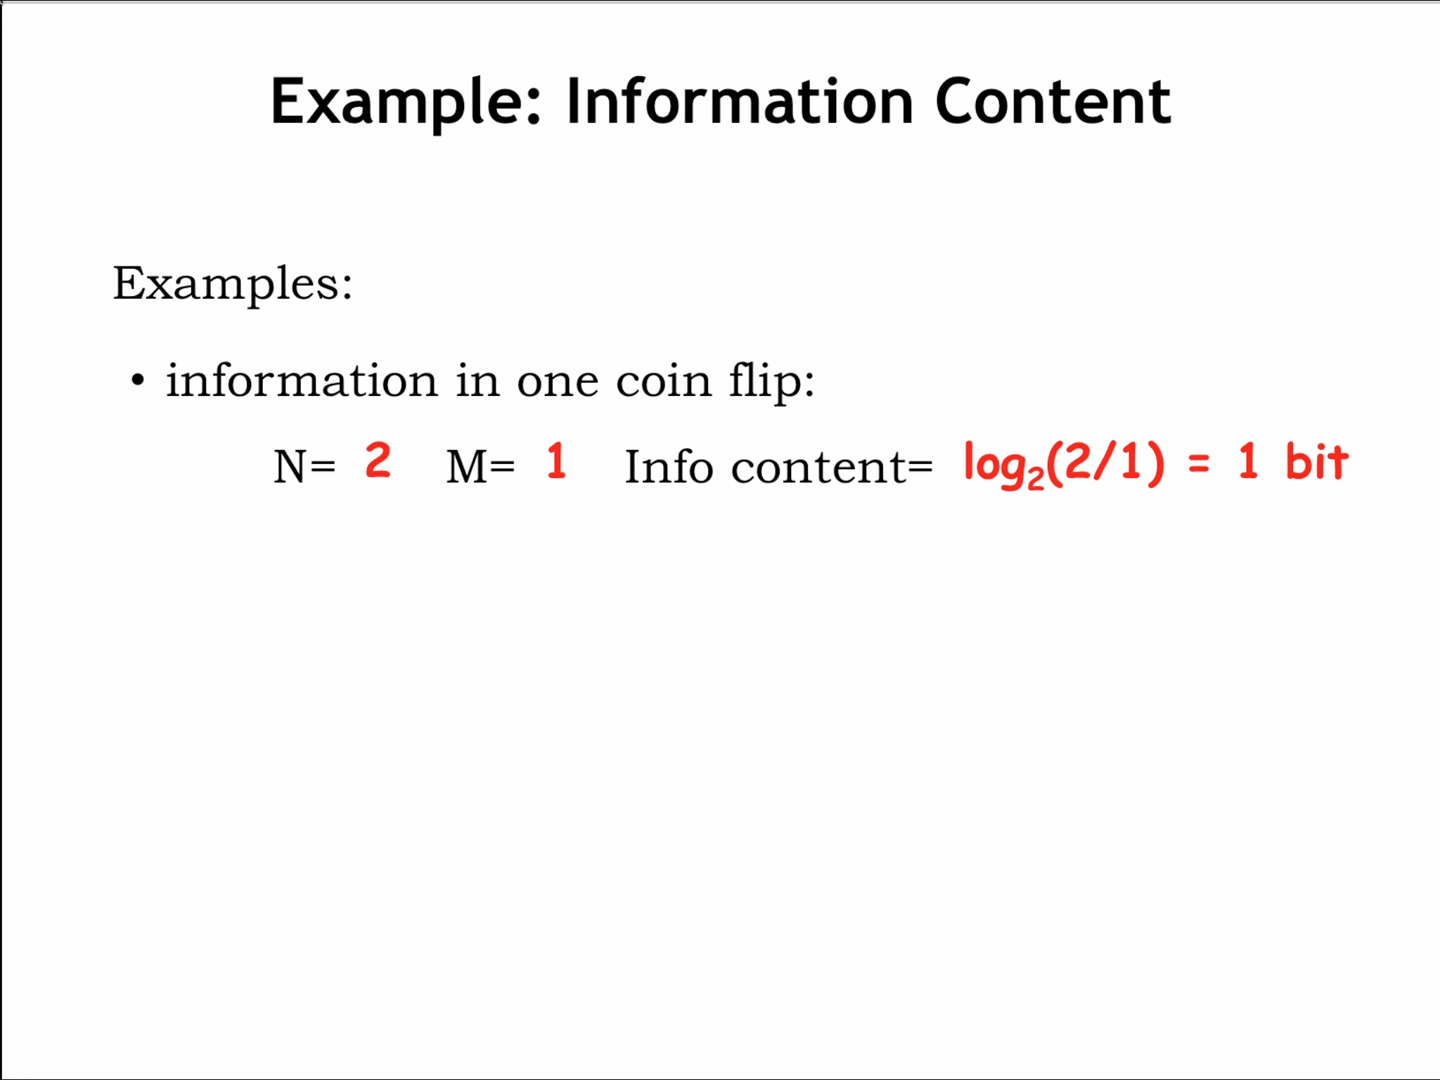 Example: Information Content
Examples:
• information in one coin flip:
N= 2 M= 1 Info content= log₂(2/1) = 1 bit